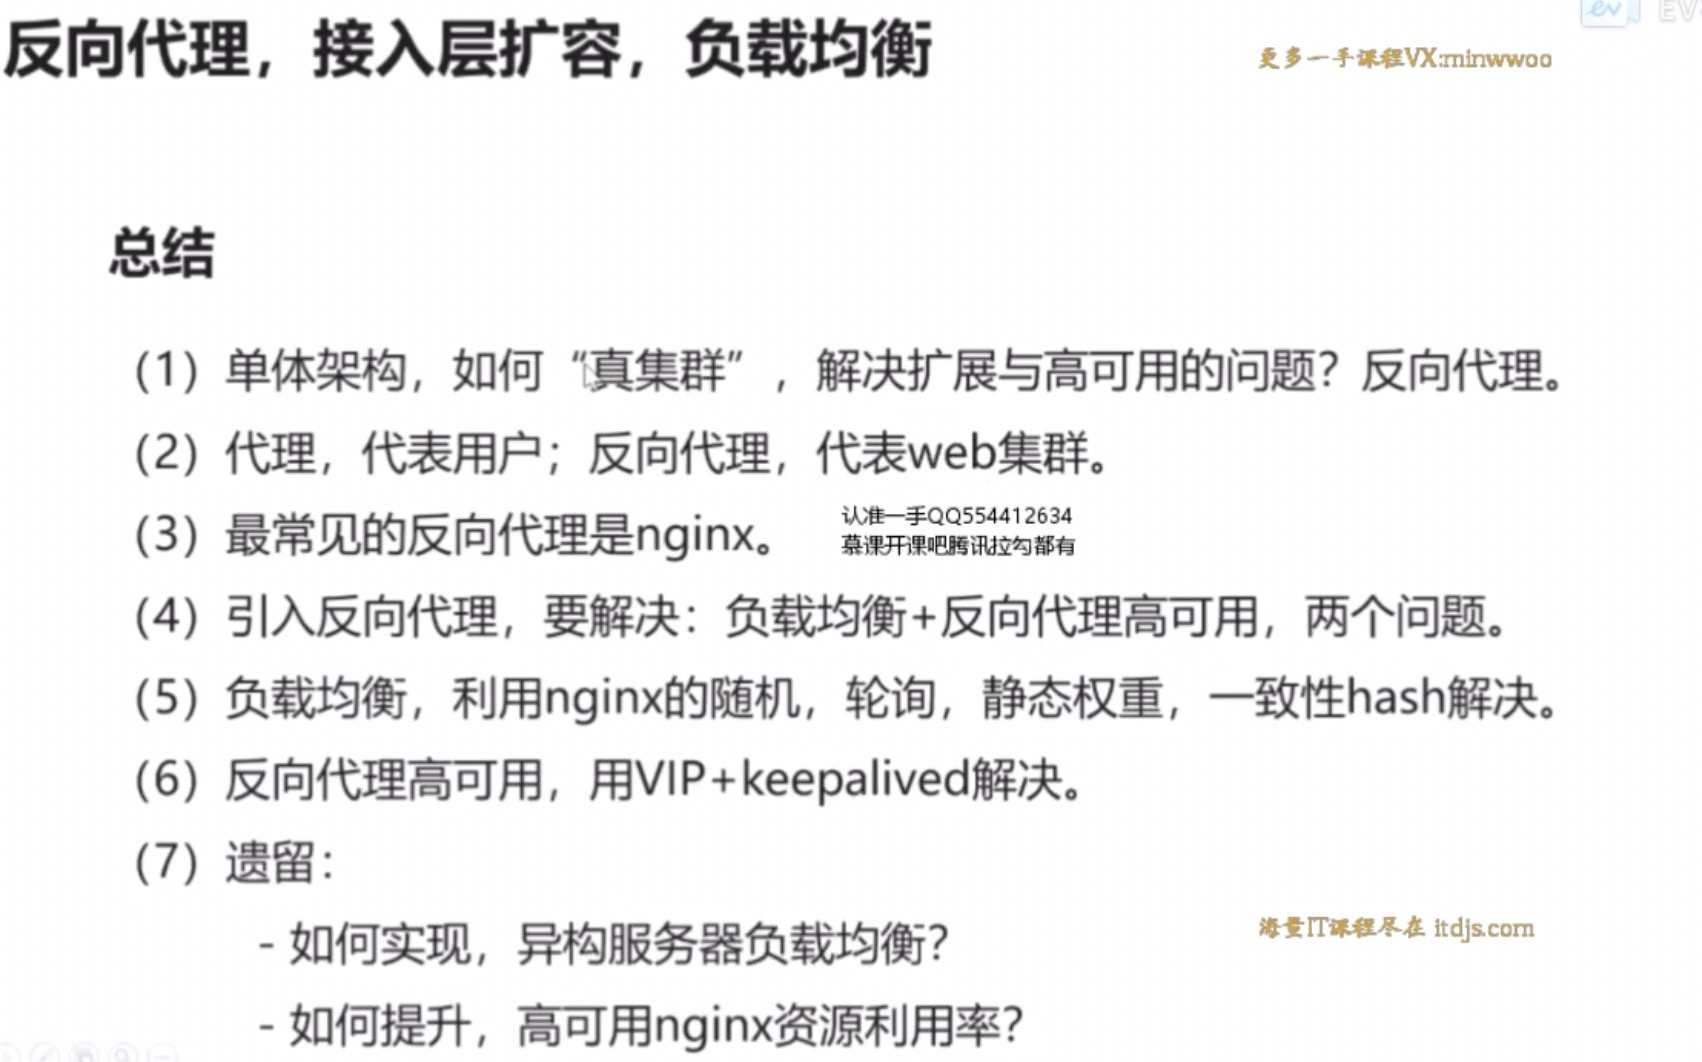 反向代理，接入层扩容，负载均衡
更多一手课程VX:minwwoo
总结
（1）单体架构，如何“真集群”，解决扩展与高可用的问题？反向代理。
（2）代理，代表用户；反向代理，代表web集群。
（3）最常见的反向代理是nginx。
认准一手QQ554412634
慕课开课吧腾讯拉勾都有
（4）引入反向代理，要解决：负载均衡+反向代理高可用，两个问题。
（5）负载均衡，利用nginx的随机，轮询，静态权重，一致性hash解决。
（6）反向代理高可用，用VIP+keepalived解决。
（7）遗留：
- 如何实现，异构服务器负载均衡？
海量IT课程尽在 itdjs.com
- 如何提升，高可用nginx资源利用率？